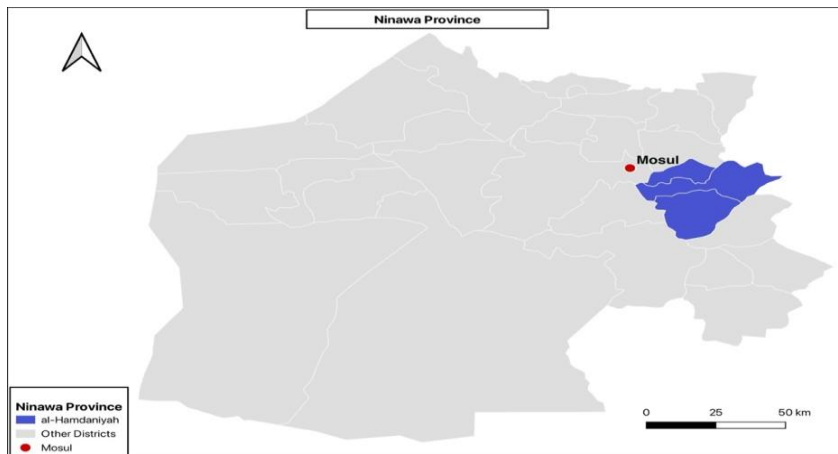 Ninawa Province
Mosul
Ninawa Province
al-Hamdaniyah
Other Districts
Mosul
0 25 50 km